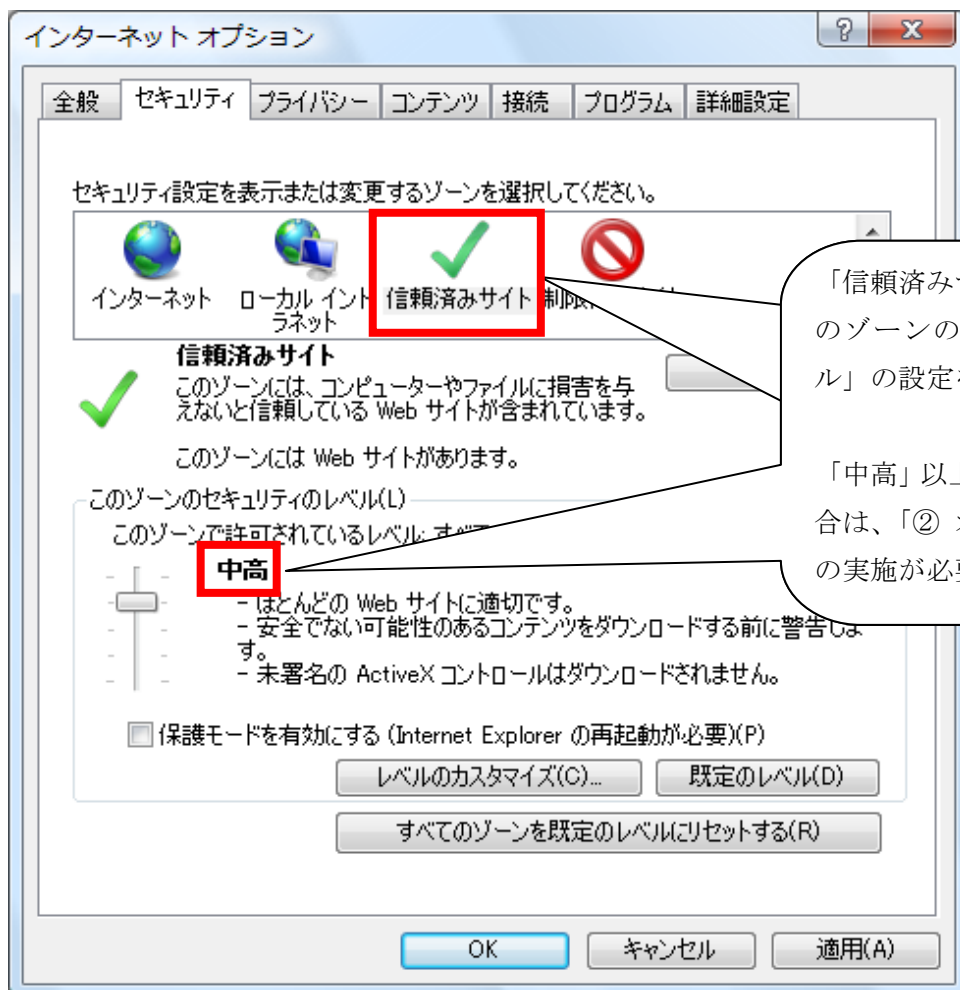 インターネット オプション
全般 セキュリティ プライバシー コンテンツ 接続 プログラム 詳細設定
セキュリティ設定を表示または変更するゾーンを選択してください。
インターネット
ローカル イント
ラネット
信頼済みサイト
制限
信頼済みサイト
このゾーンには、コンピューターやファイルに損害を与
えないと信頼している Web サイトが含まれています。
このゾーンには Web サイトがあります。
このゾーンのセキュリティのレベル(L)
このゾーンで許可されているレベル:
中高
- ほとんどの Web サイトに適切です。
- 安全でない可能性のあるコンテンツをダウンロードする前に警告しま
す。
- 未署名の ActiveX コントロールはダウンロードされません。
保護モードを有効にする (Internet Explorer の再起動が必要)(P)
レベルのカスタマイズ(C)... 既定のレベル(D)
すべてのゾーンを既定のレベルにリセットする(R)
OK キャンセル 適用(A)
「信頼済み
のゾーンの
ル」の設定
「中高」以
合は、「②
の実施が必